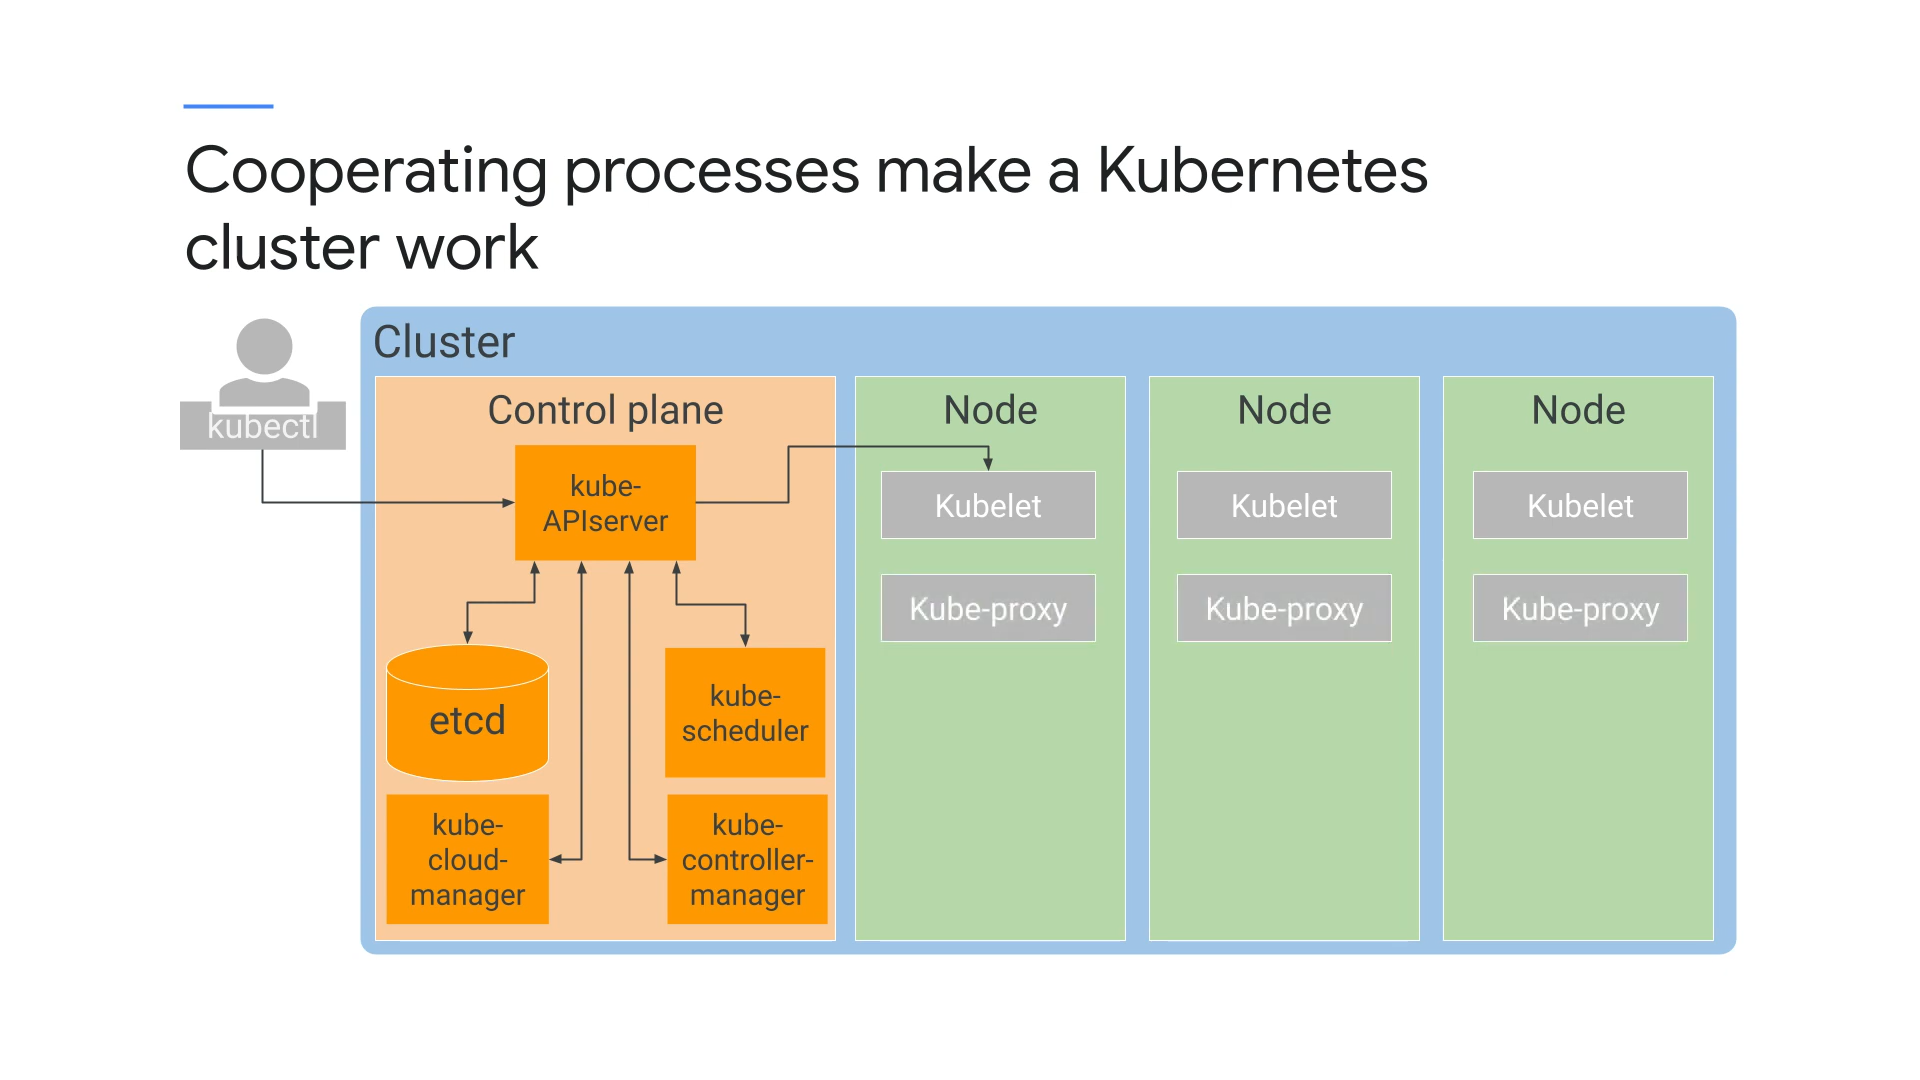 Cooperating processes make a Kubernetes
cluster work
kubectl
Cluster
Control plane
kube-
APIserver
etcd
kube-
scheduler
kube-
cloud-
manager
kube-
controller-
manager
Node
Kubelet
Kube-proxy
Node
Kubelet
Kube-proxy
Node
Kubelet
Kube-proxy